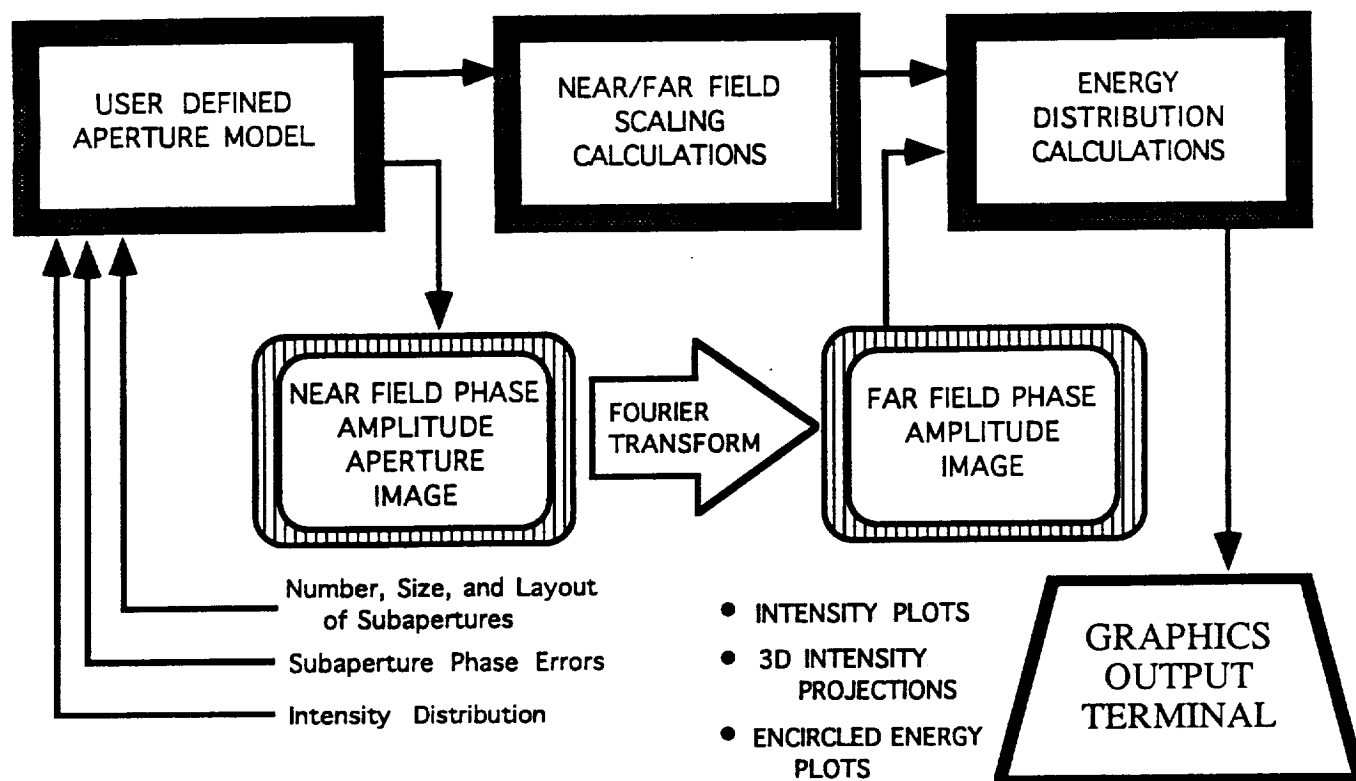 USER DEFINED
APERTURE MODEL
NEAR/FAR FIELD
SCALING
CALCULATIONS
ENERGY
DISTRIBUTION
CALCULATIONS
NEAR FIELD PHASE
AMPLITUDE
APERTURE
IMAGE
FOURIER
TRANSFORM
FAR FIELD PHASE
AMPLITUDE
IMAGE
Number, Size, and Layout
of Subapertures
Subaperture Phase Errors
Intensity Distribution
• INTENSITY PLOTS
• 3D INTENSITY
PROJECTIONS
• ENCIRCLED ENERGY
PLOTS
GRAPHICS
OUTPUT
TERMINAL